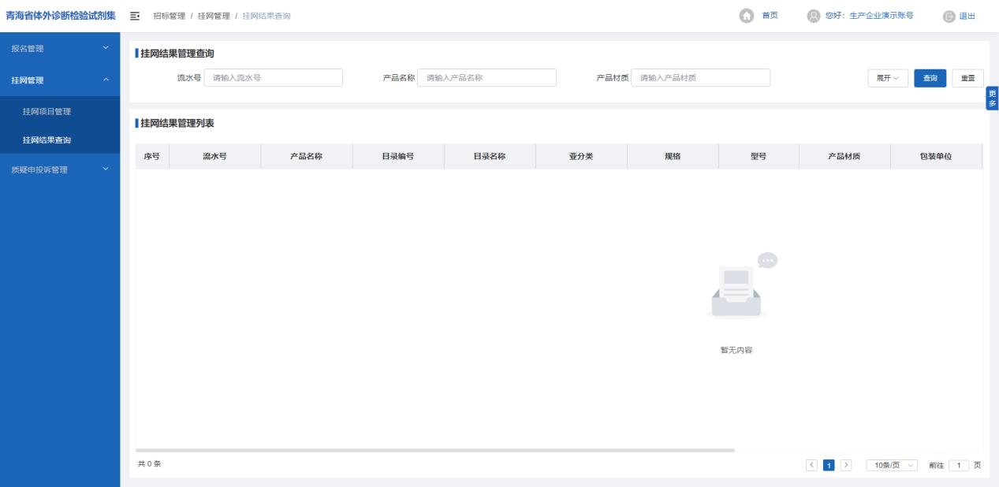 青海省体外诊断检验试剂集
招标管理 / 挂网管理 / 挂网结果查询
首页
您好：生产企业演示账号
退出
报名管理
挂网管理
挂网项目管理
挂网结果查询
质疑申投诉管理
挂网结果管理查询
流水号 请输入流水号
产品名称 请输入产品名称
产品材质 请输入产品材质
展开
查询
重置
更多
挂网结果管理列表
序号 流水号 产品名称 目录编号 目录名称 亚分类 规格 型号 产品材质 包装单位
暂无内容
共 0 条
1
10条/页
前往 1 页